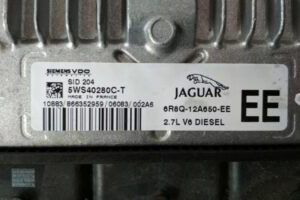 SIEMENS VDO
SID 204
5WS40280C-T
MADE IN FRANCE
10883/866352959/06083/002A6
JAGUAR
6R8Q-12A650-EE
2.7L V6 DIESEL
EE